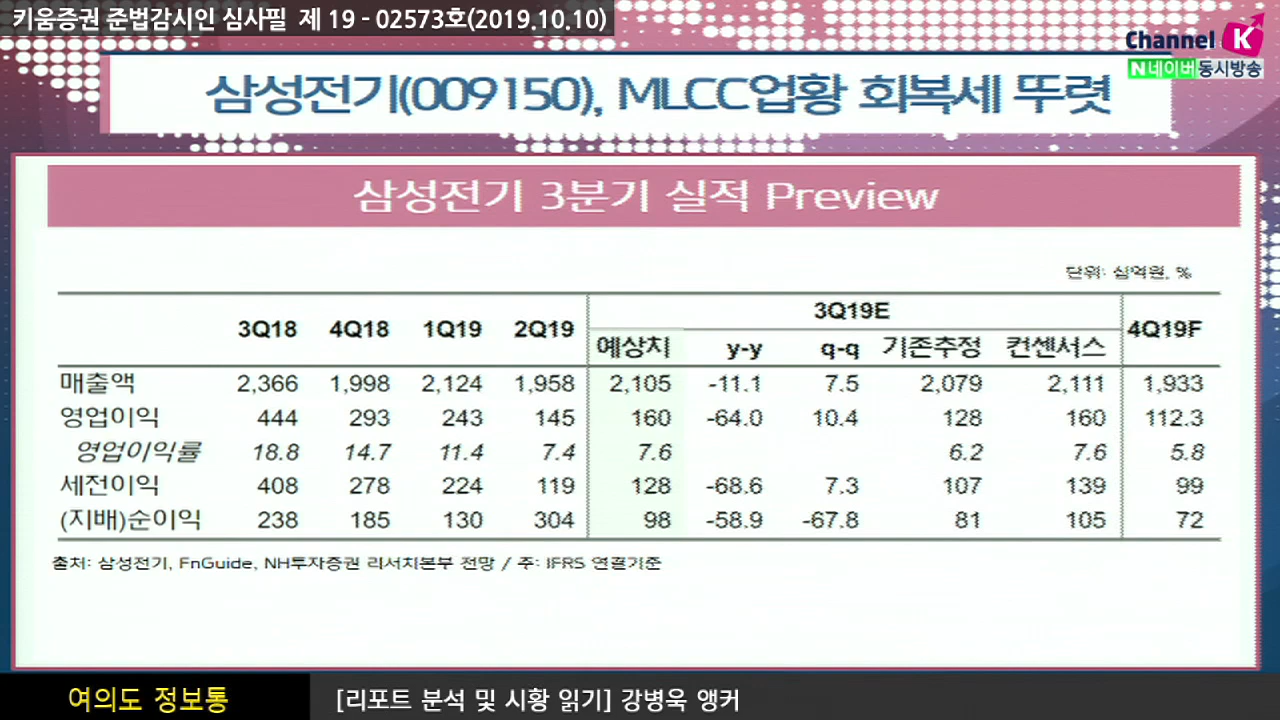 키움증권 준법감시인 심사필 제 19 - 02573호(2019.10.10)
Channel K
N 네이버 동시방송
삼성전기(009150), MLCC업황 회복세 뚜렷
삼성전기 3분기 실적 Preview
단위: 십억원, %
3Q18 4Q18 1Q19 2Q19 3Q19E 4Q19F
예상치 y-y q-q 기존추정 컨센서스
매출액 2,366 1,998 2,124 1,958 2,105 -11.1 7.5 2,079 2,111 1,933
영업이익 444 293 243 145 160 -64.0 10.4 128 160 112.3
영업이익률 18.8 14.7 11.4 7.4 7.6 6.2 7.6 5.8
세전이익 408 278 224 119 128 -68.6 7.3 107 139 99
(지배)순이익 238 185 130 304 98 -58.9 -67.8 81 105 72
출처: 삼성전기, FnGuide, NH투자증권 리서치본부 전망 / 주: IFRS 연결기준
여의도 정보통
[리포트 분석 및 시황 읽기] 강병욱 앵커